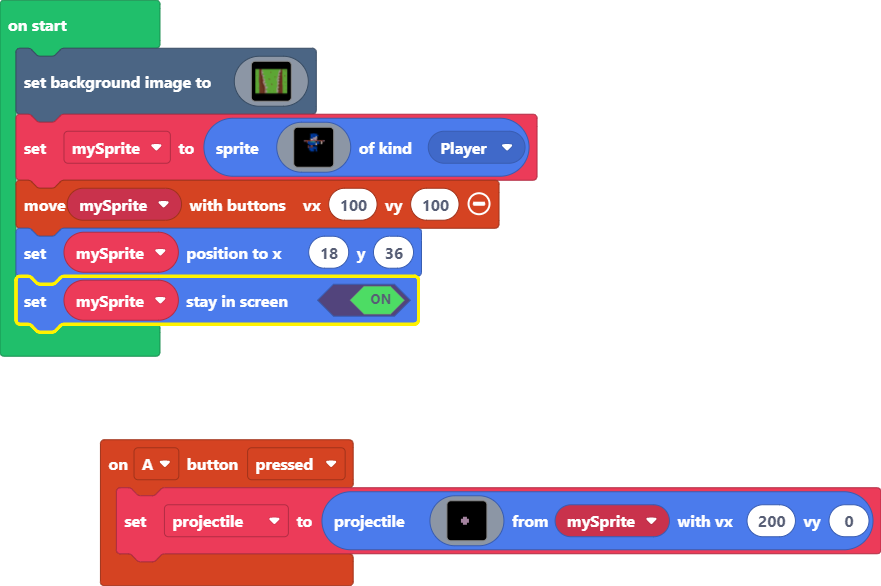 on start
set background image to
set mySprite to sprite of kind Player
move mySprite with buttons vx 100 vy 100
set mySprite position to x 18 y 36
set mySprite stay in screen ON
on A button pressed
set projectile to projectile from mySprite with vx 200 vy 0